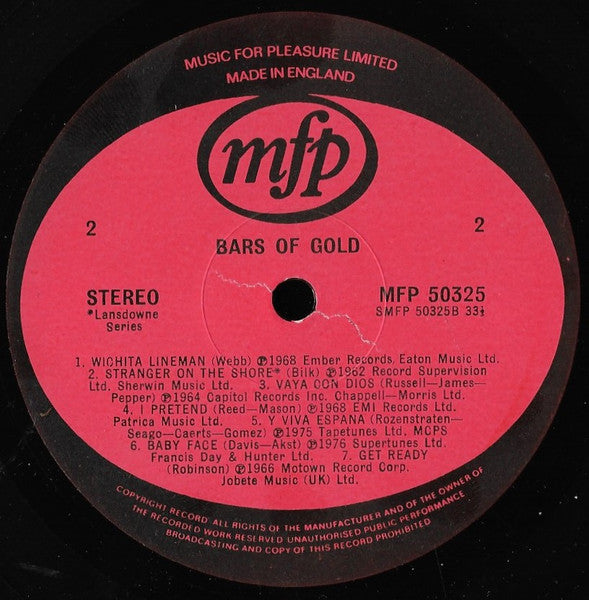 MUSIC FOR PLEASURE LIMITED
MADE IN ENGLAND
mfp
2 2
BARS OF GOLD
STEREO MFP 50325
*Lansdowne SMFP 50325B 33⅓
Series
1. WICHITA LINEMAN (Webb) ℗1968 Ember Records, Eaton Music Ltd.
2. STRANGER ON THE SHORE* (Bilk) ℗1962 Record Supervision
Ltd. Sherwin Music Ltd. 3. VAYA CON DIOS (Russell—James—
Pepper) ℗1964 Capitol Records Inc. Chappell—Morris Ltd.
4. I PRETEND (Reed—Mason) ℗1968 EMI Records Ltd.
Patricia Music Ltd. 5. Y VIVA ESPANA (Rozenstraten—
Seago—Caerts—Gomez) ℗1975 Tapetunes Ltd. MCPS
6. BABY FACE (Davis—Akst) ℗1976 Supertunes Ltd.
Francis Day & Hunter Ltd. 7. GET READY
(Robinson) ℗1966 Motown Record Corp.
Jobete Music (UK) Ltd.
COPYRIGHT RECORD. ALL RIGHTS OF THE MANUFACTURER AND OF THE OWNER OF
THE RECORDED WORK RESERVED UNAUTHORISED PUBLIC PERFORMANCE
BROADCASTING AND COPY OF THIS RECORD PROHIBITED